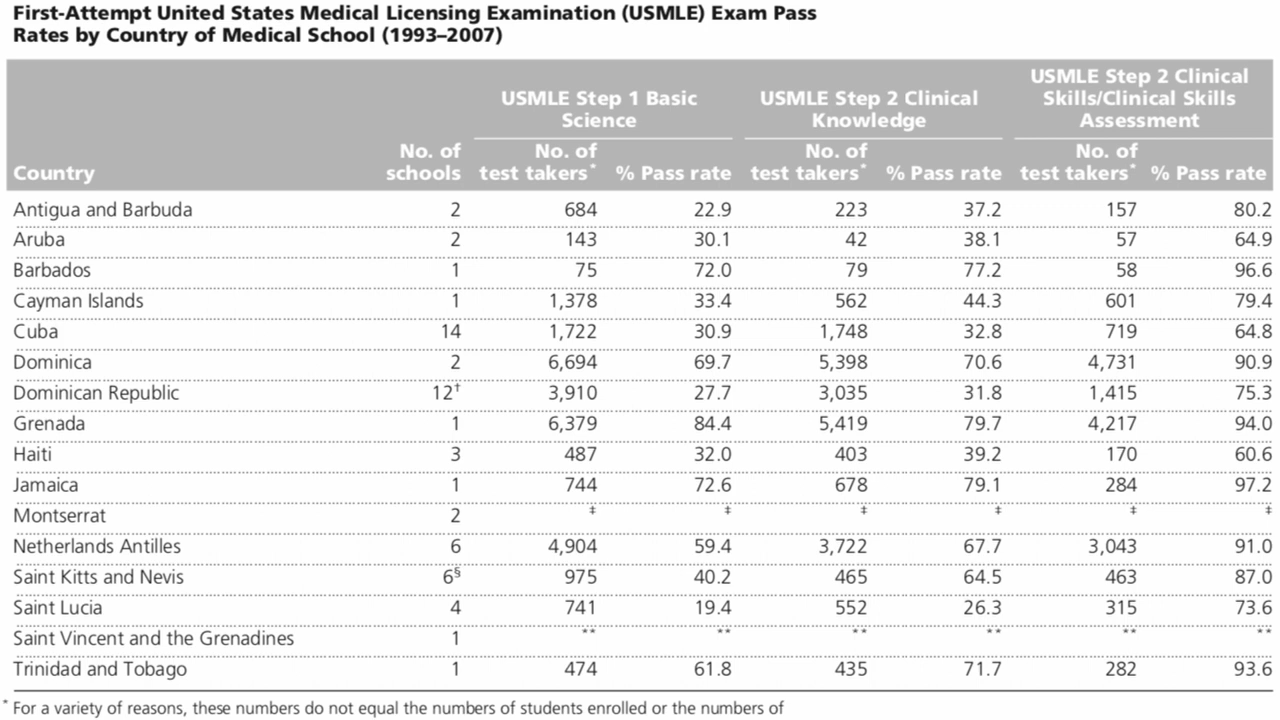 First-Attempt United States Medical Licensing Examination (USMLE) Exam Pass
Rates by Country of Medical School (1993–2007)
USMLE Step 1 Basic Science USMLE Step 2 Clinical Knowledge USMLE Step 2 Clinical Skills/Clinical Skills Assessment
Country No. of schools No. of test takers* % Pass rate No. of test takers* % Pass rate No. of test takers* % Pass rate
Antigua and Barbuda 2 684 22.9 223 37.2 157 80.2
Aruba 2 143 30.1 42 38.1 57 64.9
Barbados 1 75 72.0 79 77.2 58 96.6
Cayman Islands 1 1,378 33.4 562 44.3 601 79.4
Cuba 14 1,722 30.9 1,748 32.8 719 64.8
Dominica 2 6,694 69.7 5,398 70.6 4,731 90.9
Dominican Republic 12† 3,910 27.7 3,035 31.8 1,415 75.3
Grenada 1 6,379 84.4 5,419 79.7 4,217 94.0
Haiti 3 487 32.0 403 39.2 170 60.6
Jamaica 1 744 72.6 678 79.1 284 97.2
Montserrat 2 ‡ ‡ ‡ ‡ ‡ ‡
Netherlands Antilles 6 4,904 59.4 3,722 67.7 3,043 91.0
Saint Kitts and Nevis 6§ 975 40.2 465 64.5 463 87.0
Saint Lucia 4 741 19.4 552 26.3 315 73.6
Saint Vincent and the Grenadines 1 ** ** ** ** ** **
Trinidad and Tobago 1 474 61.8 435 71.7 282 93.6
* For a variety of reasons, these numbers do not equal the numbers of students enrolled or the numbers of